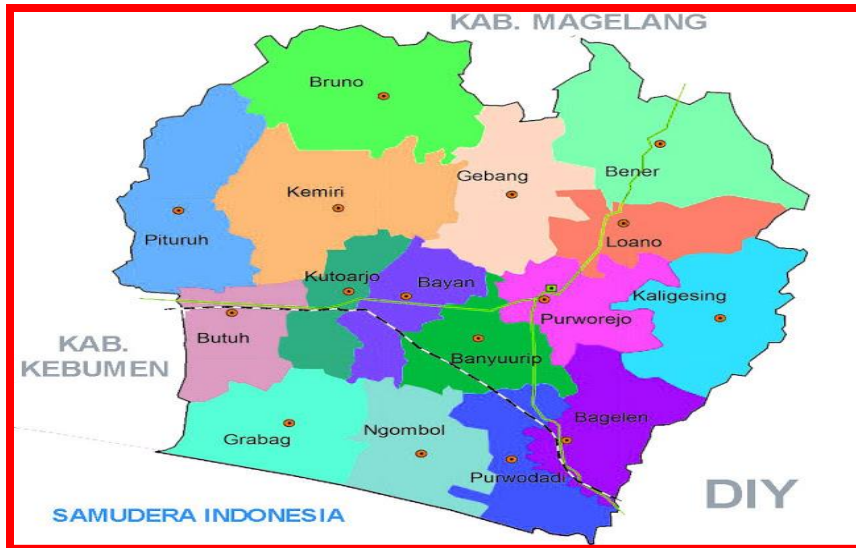 KAB. MAGELANG
Bruno
Gebang
Bener
Kemiri
Pituruh
Loano
Kutoarjo
Bayan
Kaligesing
Purworejo
Butuh
KAB.
KEBUMEN
Banyuurip
Bagelen
Ngombol
Grabag
Purwodadi
DIY
SAMUDERA INDONESIA